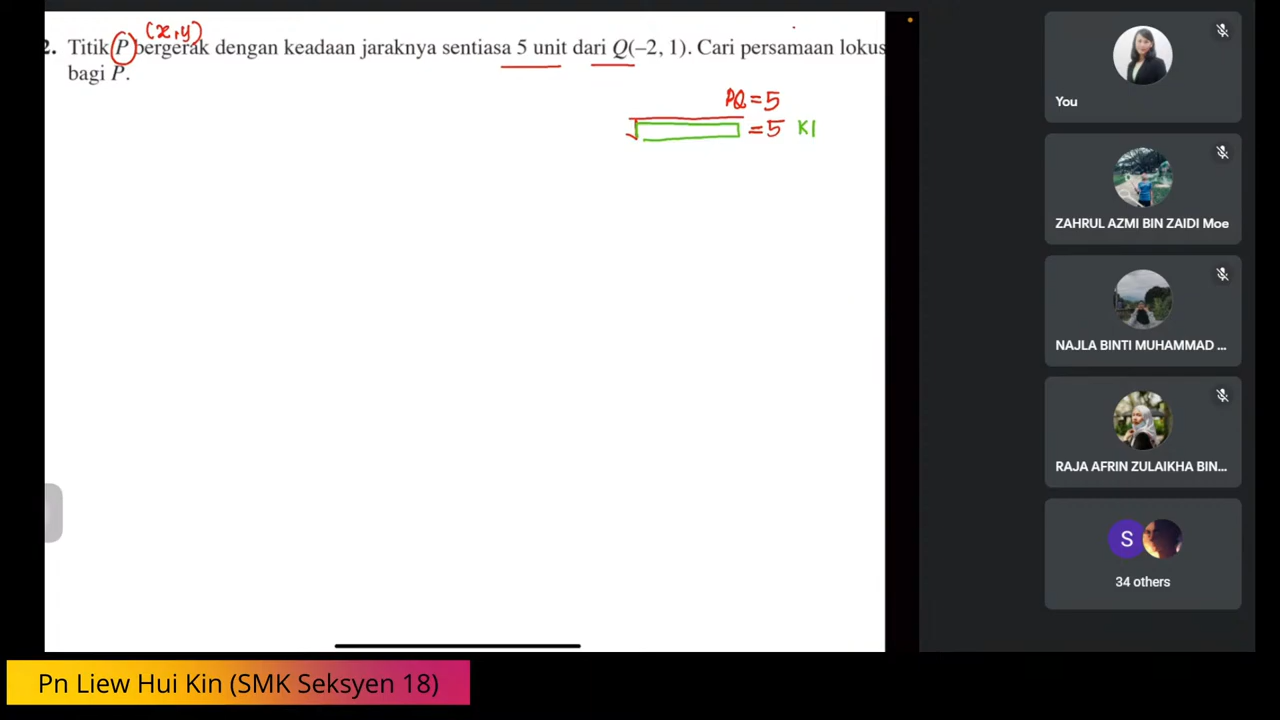 (x,y)
2. Titik P bergerak dengan keadaan jaraknya sentiasa 5 unit dari Q(–2, 1). Cari persamaan lokus
bagi P.
PQ = 5
√ = 5 K1
You
ZAHRUL AZMI BIN ZAIDI Moe
NAJLA BINTI MUHAMMAD ...
RAJA AFRIN ZULAIKHA BIN...
S
34 others
Pn Liew Hui Kin (SMK Seksyen 18)